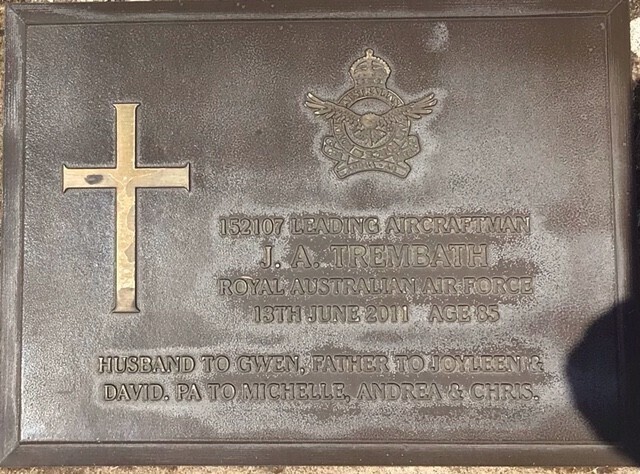 AUSTRALIAN
152107 LEADING AIRCRAFTMAN
J. A. TREMBATH
ROYAL AUSTRALIAN AIR FORCE
13TH JUNE 2011 AGE 85
HUSBAND TO GWEN, FATHER TO JOYLEEN &
DAVID. PA TO MICHELLE, ANDREA & CHRIS.